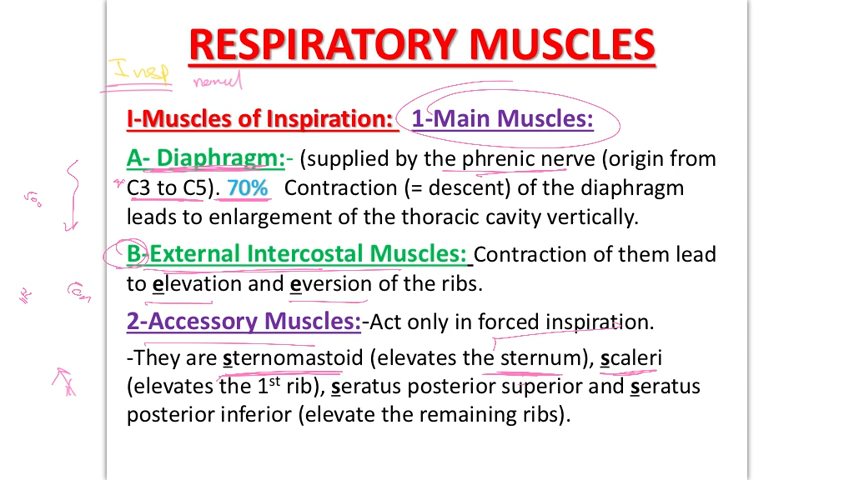 RESPIRATORY MUSCLES
Insp
I-Muscles of Inspiration: 1-Main Muscles:
A- Diaphragm:- (supplied by the phrenic nerve (origin from
C3 to C5). 70% Contraction (= descent) of the diaphragm
leads to enlargement of the thoracic cavity vertically.
B-External Intercostal Muscles: Contraction of them lead
to elevation and eversion of the ribs.
2-Accessory Muscles:-Act only in forced inspiration.
-They are sternomastoid (elevates the sternum), scaleri
(elevates the 1st rib), seratus posterior superior and seratus
posterior inferior (elevate the remaining ribs).